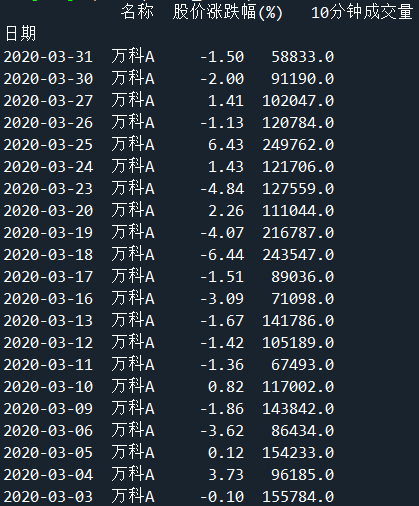 名称 股价涨跌幅(%) 10分钟成交量
日期
2020-03-31 万科A -1.50 58833.0
2020-03-30 万科A -2.00 91190.0
2020-03-27 万科A 1.41 102047.0
2020-03-26 万科A -1.13 120784.0
2020-03-25 万科A 6.43 249762.0
2020-03-24 万科A 1.43 121706.0
2020-03-23 万科A -4.84 127559.0
2020-03-20 万科A 2.26 111044.0
2020-03-19 万科A -4.07 216787.0
2020-03-18 万科A -6.44 243547.0
2020-03-17 万科A -1.51 89036.0
2020-03-16 万科A -3.09 71098.0
2020-03-13 万科A -1.67 141786.0
2020-03-12 万科A -1.42 105189.0
2020-03-11 万科A -1.36 67493.0
2020-03-10 万科A 0.82 117002.0
2020-03-09 万科A -1.86 143842.0
2020-03-06 万科A -3.62 86434.0
2020-03-05 万科A 0.12 154233.0
2020-03-04 万科A 3.73 96185.0
2020-03-03 万科A -0.10 155784.0